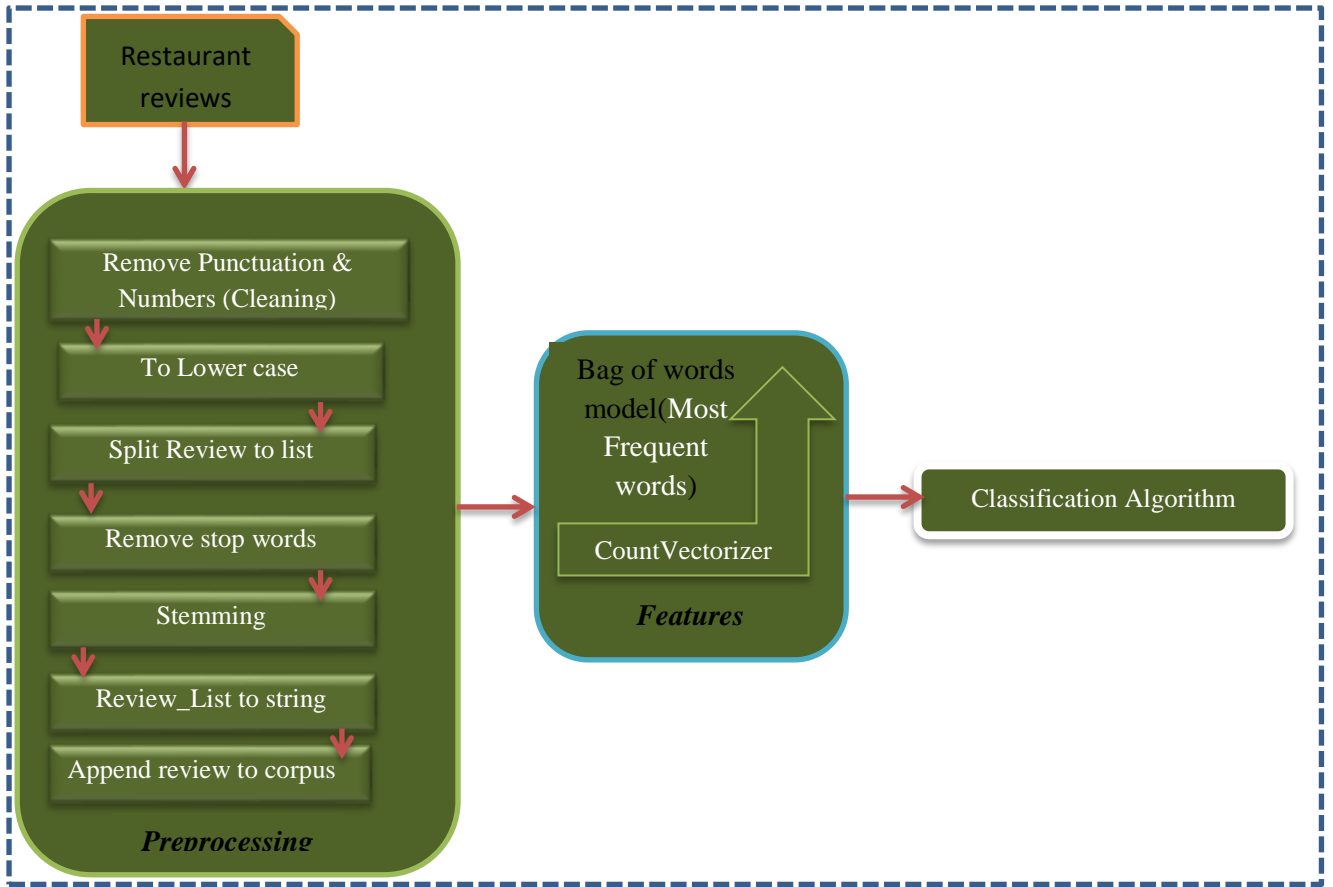 Restaurant
reviews
Remove Punctuation &
Numbers (Cleaning)
To Lower case
Split Review to list
Remove stop words
Stemming
Review_List to string
Append review to corpus
Preprocessing
Bag of words
model(Most
Frequent
words)
CountVectorizer
Features
Classification Algorithm